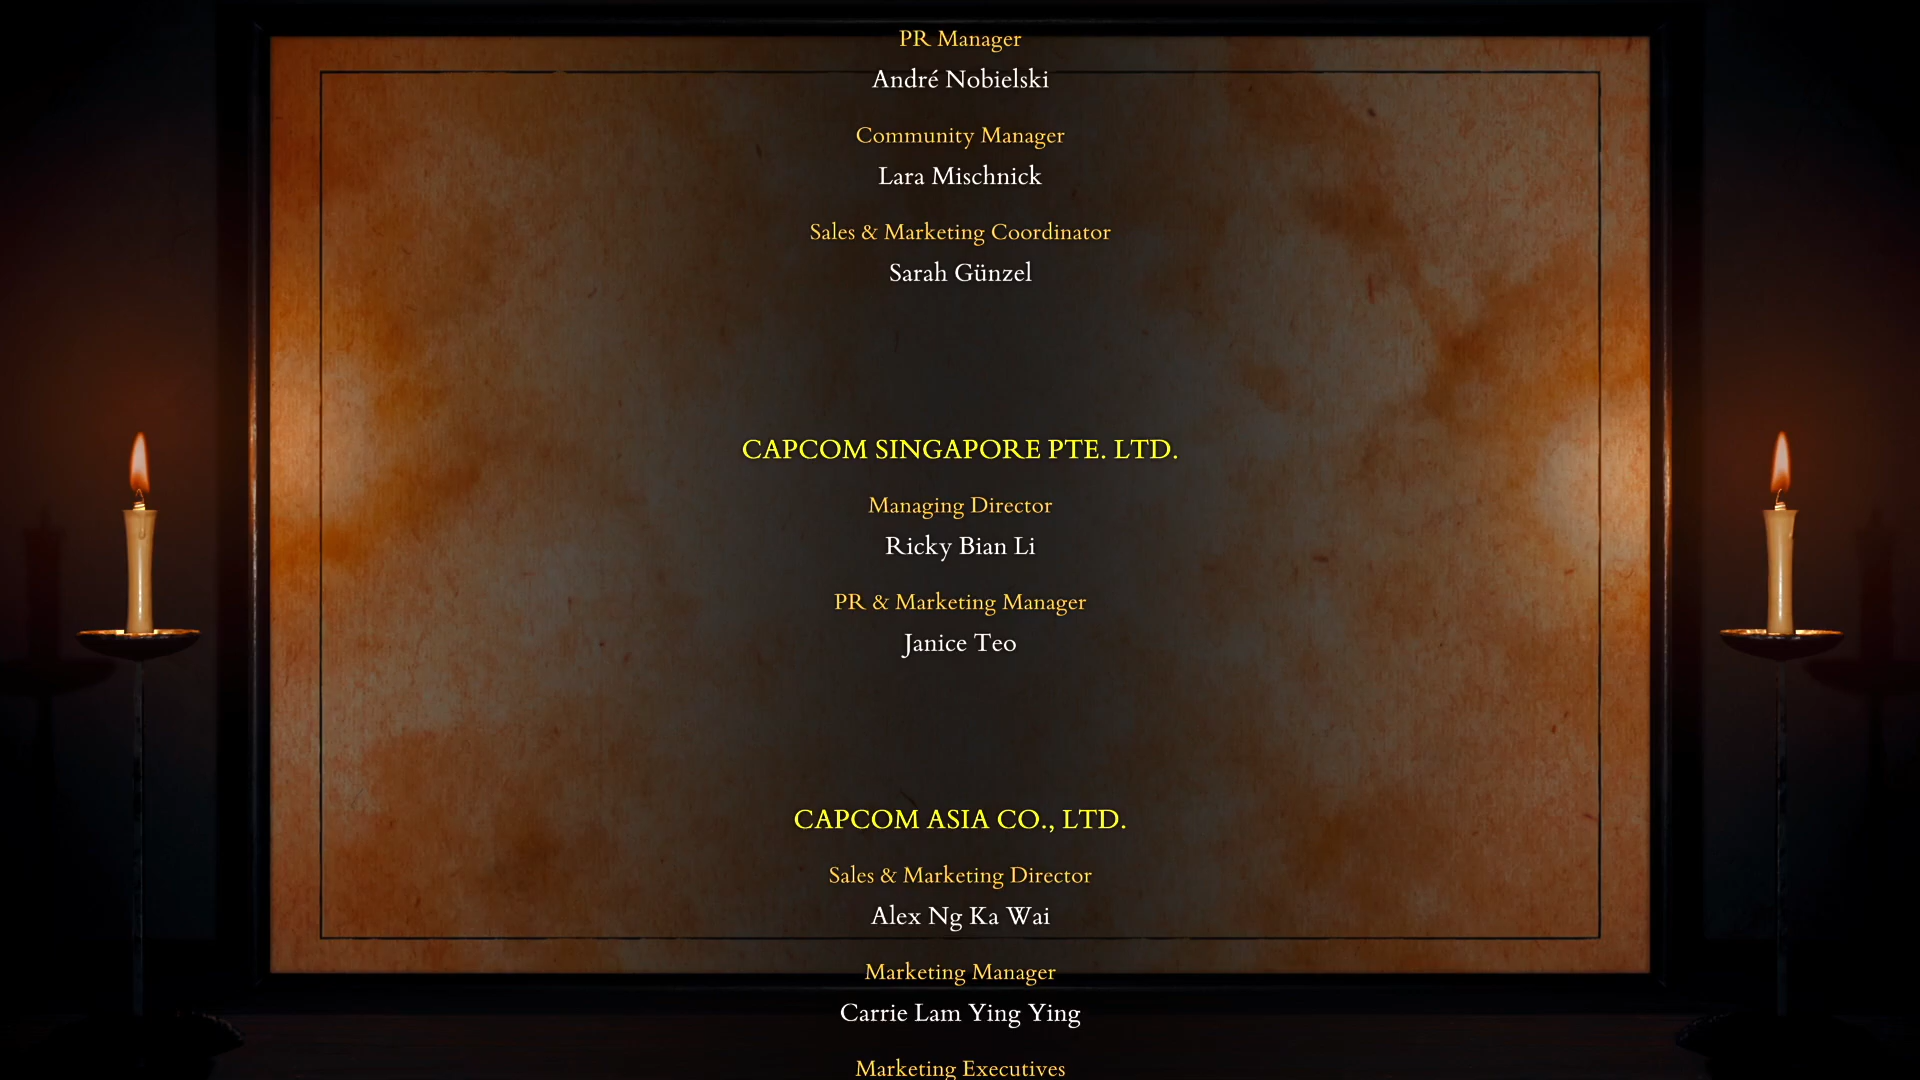 PR Manager
André Nobielski
Community Manager
Lara Mischnick
Sales & Marketing Coordinator
Sarah Günzel
CAPCOM SINGAPORE PTE. LTD.
Managing Director
Ricky Bian Li
PR & Marketing Manager
Janice Teo
CAPCOM ASIA CO., LTD.
Sales & Marketing Director
Alex Ng Ka Wai
Marketing Manager
Carrie Lam Ying Ying
Marketing Executives